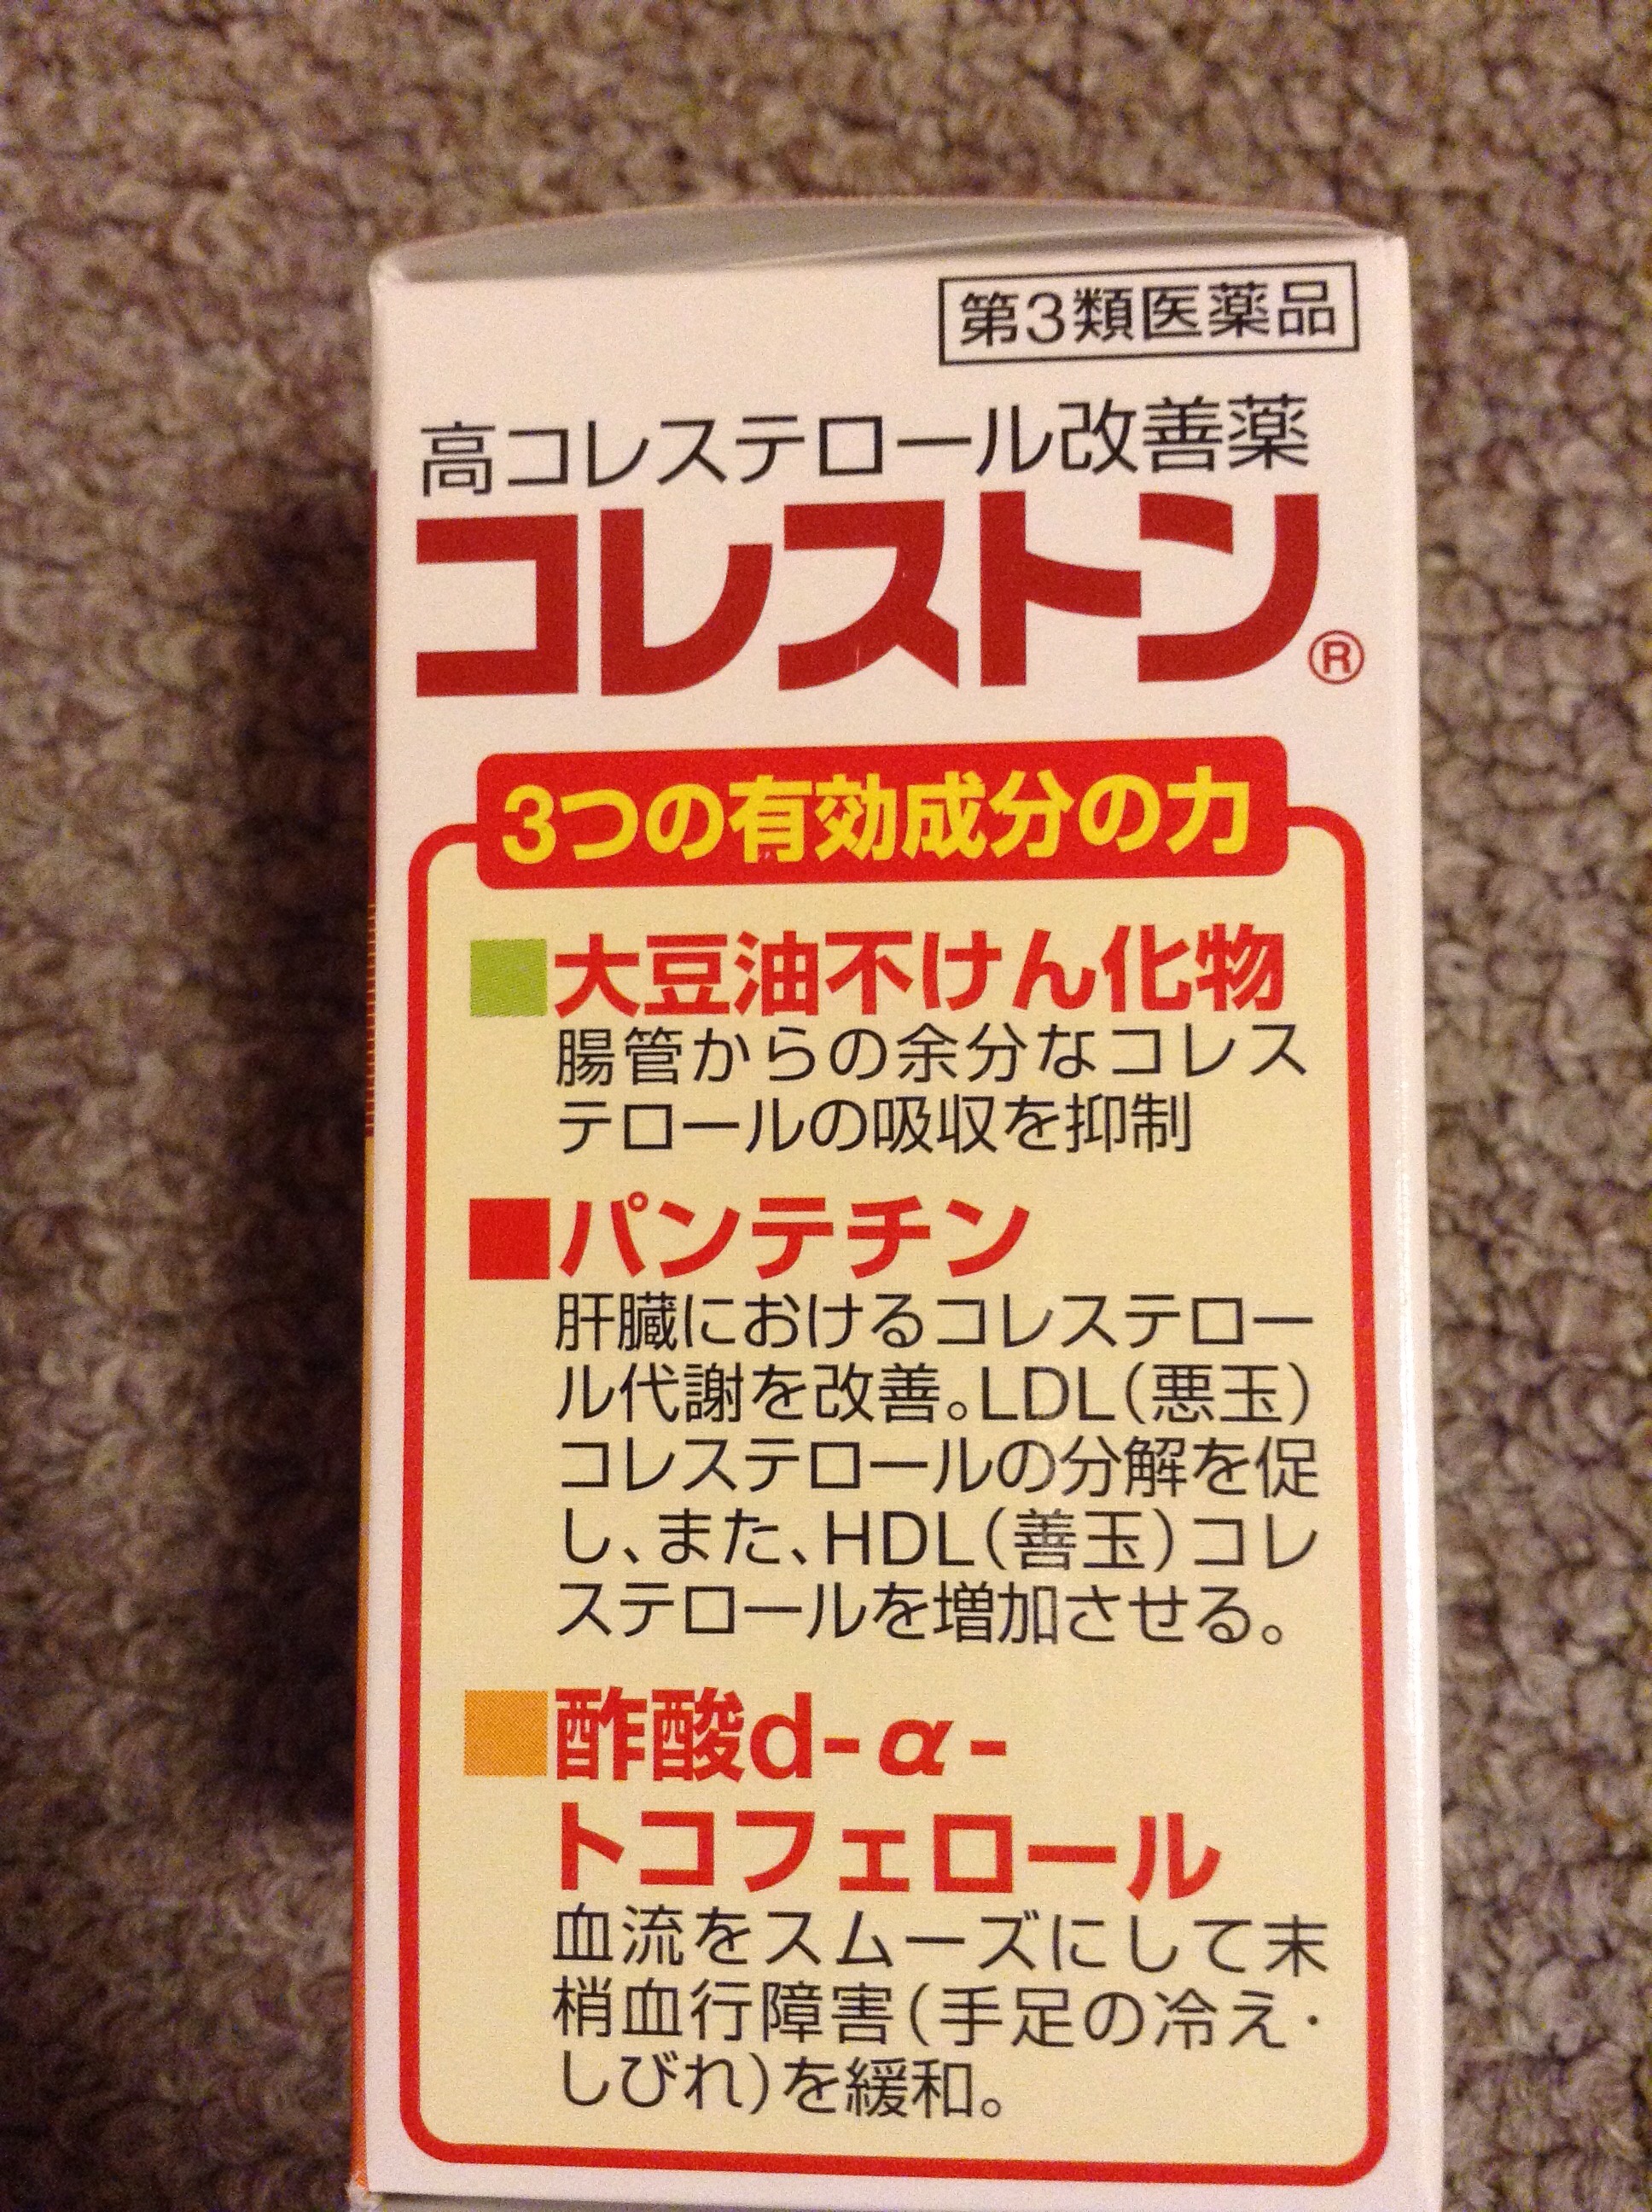 第3類医薬品
高コレステロール改善薬
コレストン®
3つの有効成分の力
■大豆油不けん化物
腸管からの余分なコレス
テロールの吸収を抑制
■パンテチン
肝臓におけるコレステロー
ル代謝を改善。LDL(悪玉)
コレステロールの分解を促
し、また、HDL(善玉)コレ
ステロールを増加させる。
■酢酸d-α-
トコフェロール
血流をスムーズにして末
梢血行障害(手足の冷え・
しびれ)を緩和。